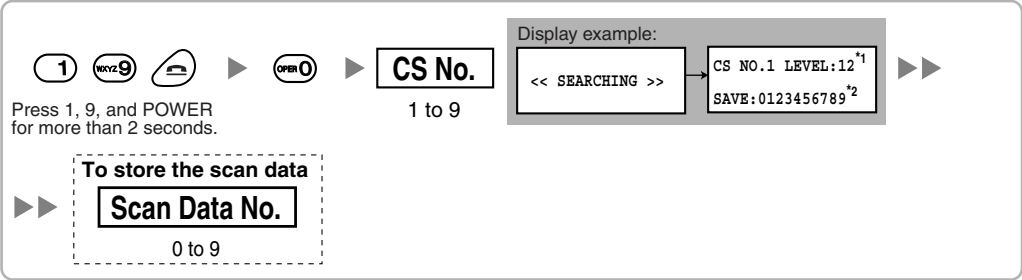 Display example:
1) WXYZ9 OPER0 CS No. << SEARCHING >> CS NO.1 LEVEL:12*1
SAVE:0123456789*2
1 to 9
Press 1, 9, and POWER
for more than 2 seconds.
To store the scan data
Scan Data No.
0 to 9